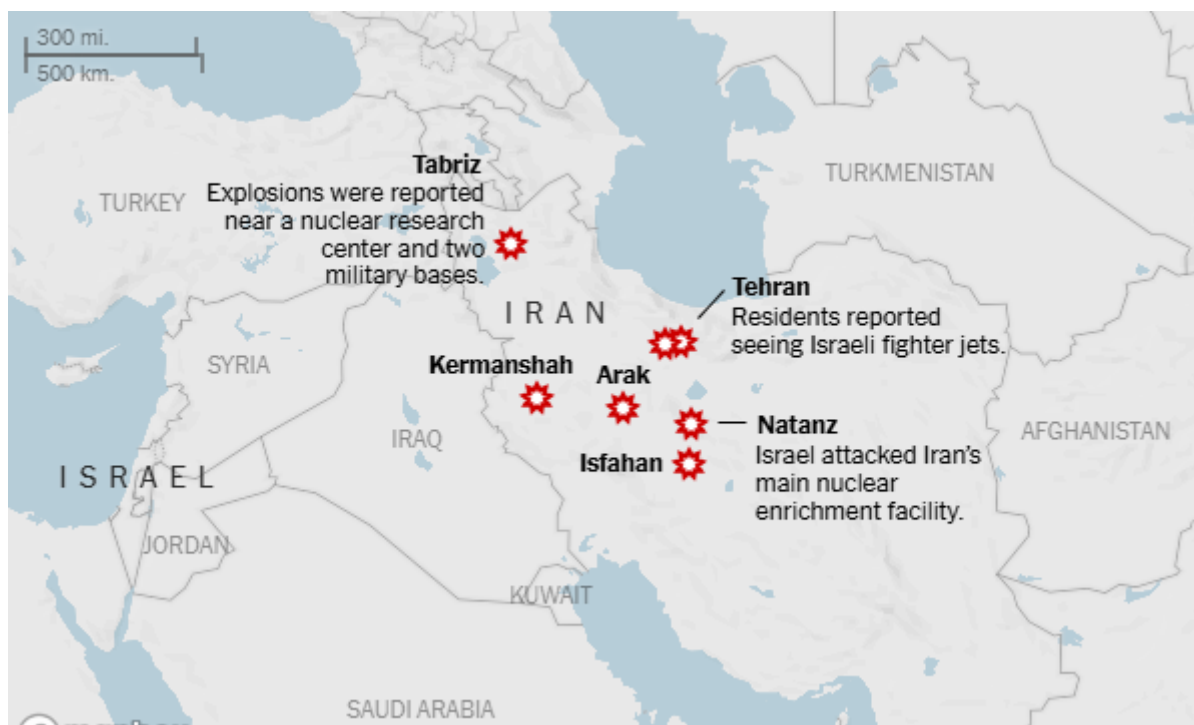 300 mi.
500 km.
Tabriz
Explosions were reported
near a nuclear research
center and two
military bases.
TURKEY
TURKMENISTAN
IRAN
Tehran
Residents reported
seeing Israeli fighter jets.
SYRIA
Kermanshah
Arak
IRAQ
Natanz
Israel attacked Iran's
main nuclear
enrichment facility.
AFGHANISTAN
Isfahan
ISRAEL
JORDAN
KUWAIT
SAUDI ARABIA